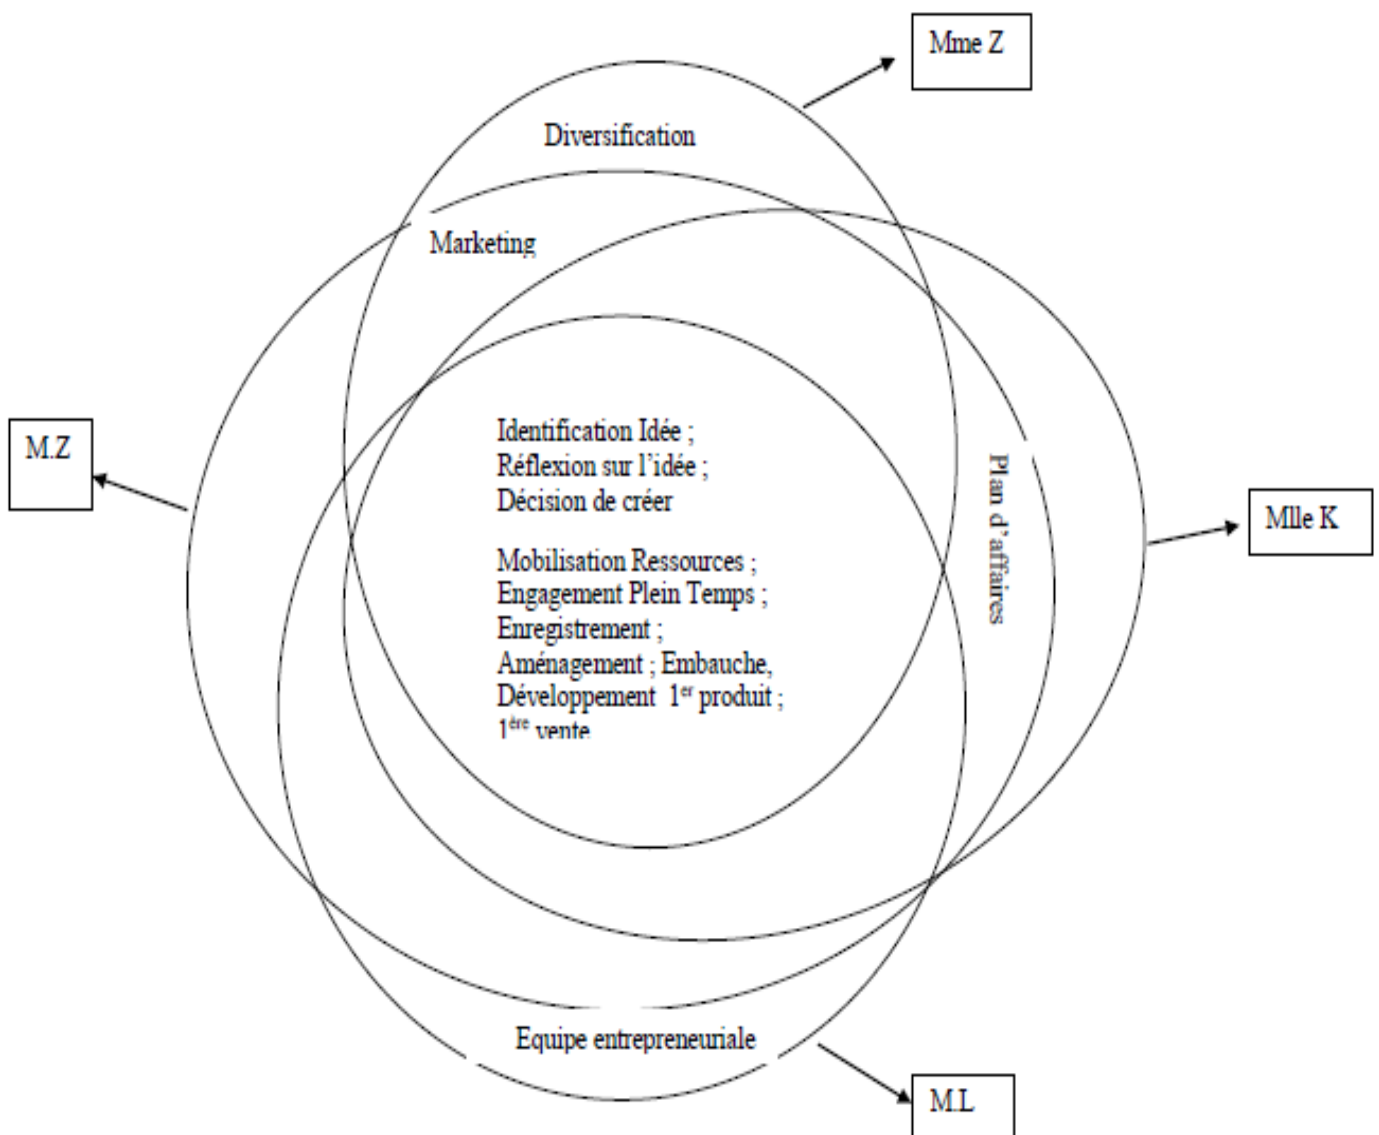 Mme Z
Diversification
Marketing
M.Z
Identification Idée ;
Réflexion sur l’idée ;
Décision de créer
Plan d’affaires
Mlle K
Mobilisation Ressources ;
Engagement Plein Temps ;
Enregistrement ;
Aménagement ; Embauche,
Développement 1er produit ;
1ère vente
Equipe entrepreneuriale
M.L